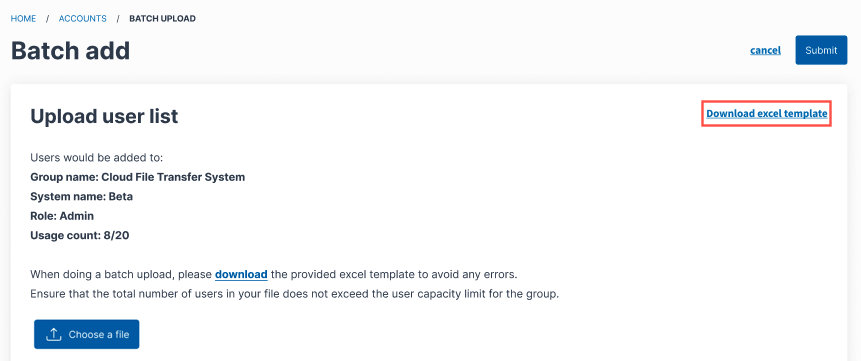 HOME / ACCOUNTS / BATCH UPLOAD
Batch add
cancel
Submit
Upload user list
Download excel template
Users would be added to:
Group name: Cloud File Transfer System
System name: Beta
Role: Admin
Usage count: 8/20
When doing a batch upload, please download the provided excel template to avoid any errors.
Ensure that the total number of users in your file does not exceed the user capacity limit for the group.
Choose a file